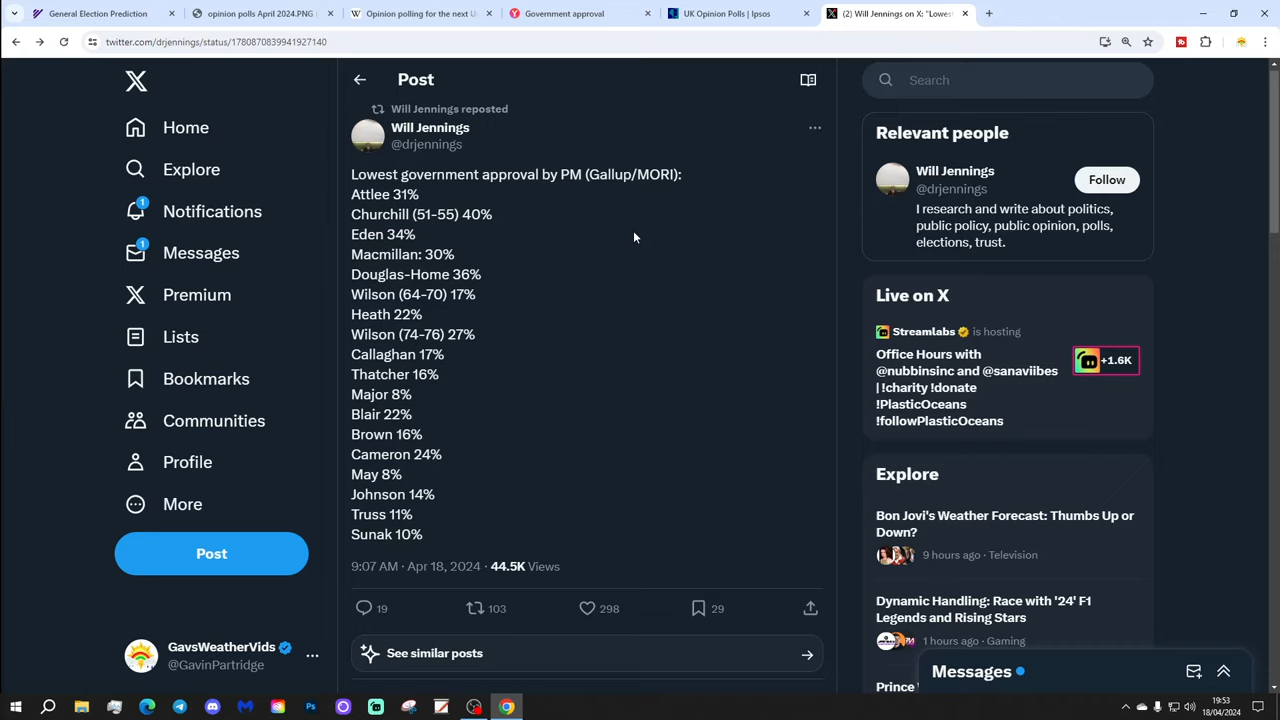 General Election Prediction
opinion polls April 2024.PNG
Opinion polling for the next U
Government approval
UK Opinion Polls | Ipsos
(2) Will Jennings on X: "Lowes
twitter.com/drjennings/status/1780870839941927140
Home
Explore
1
Notifications
1
Messages
Premium
Lists
Bookmarks
Communities
Profile
More
Post
GavsWeatherVids
@GavinPartridge
Post
Will Jennings reposted
Will Jennings
@drjennings
Lowest government approval by PM (Gallup/MORI):
Attlee 31%
Churchill (51-55) 40%
Eden 34%
Macmillan: 30%
Douglas-Home 36%
Wilson (64-70) 17%
Heath 22%
Wilson (74-76) 27%
Callaghan 17%
Thatcher 16%
Major 8%
Blair 22%
Brown 16%
Cameron 24%
May 8%
Johnson 14%
Truss 11%
Sunak 10%
9:07 AM · Apr 18, 2024 · 44.5K Views
19 103 298 29
See similar posts
Search
Relevant people
Will Jennings
@drjennings
Follow
I research and write about politics,
public policy, public opinion, polls,
elections, trust.
Live on X
Streamlabs is hosting
Office Hours with
@nubbinsinc and @sanaviibes
| !charity !donate
!PlasticOceans
!followPlasticOceans
+1.6K
Explore
Bon Jovi's Weather Forecast: Thumbs Up or
Down?
9 hours ago · Television
Dynamic Handling: Race with '24' F1
Legends and Rising Stars
1 hours ago · Gaming
Prince
Messages
19:53
18/04/2024